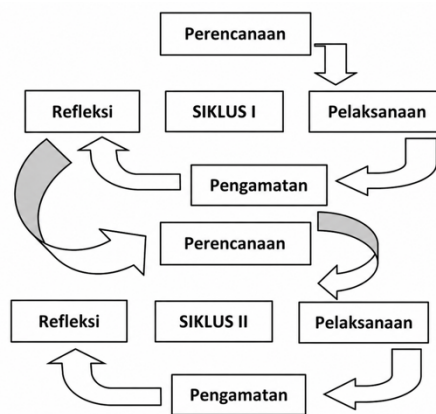 Perencanaan
Refleksi
SIKLUS I
Pelaksanaan
Pengamatan
Perencanaan
Refleksi
SIKLUS II
Pelaksanaan
Pengamatan